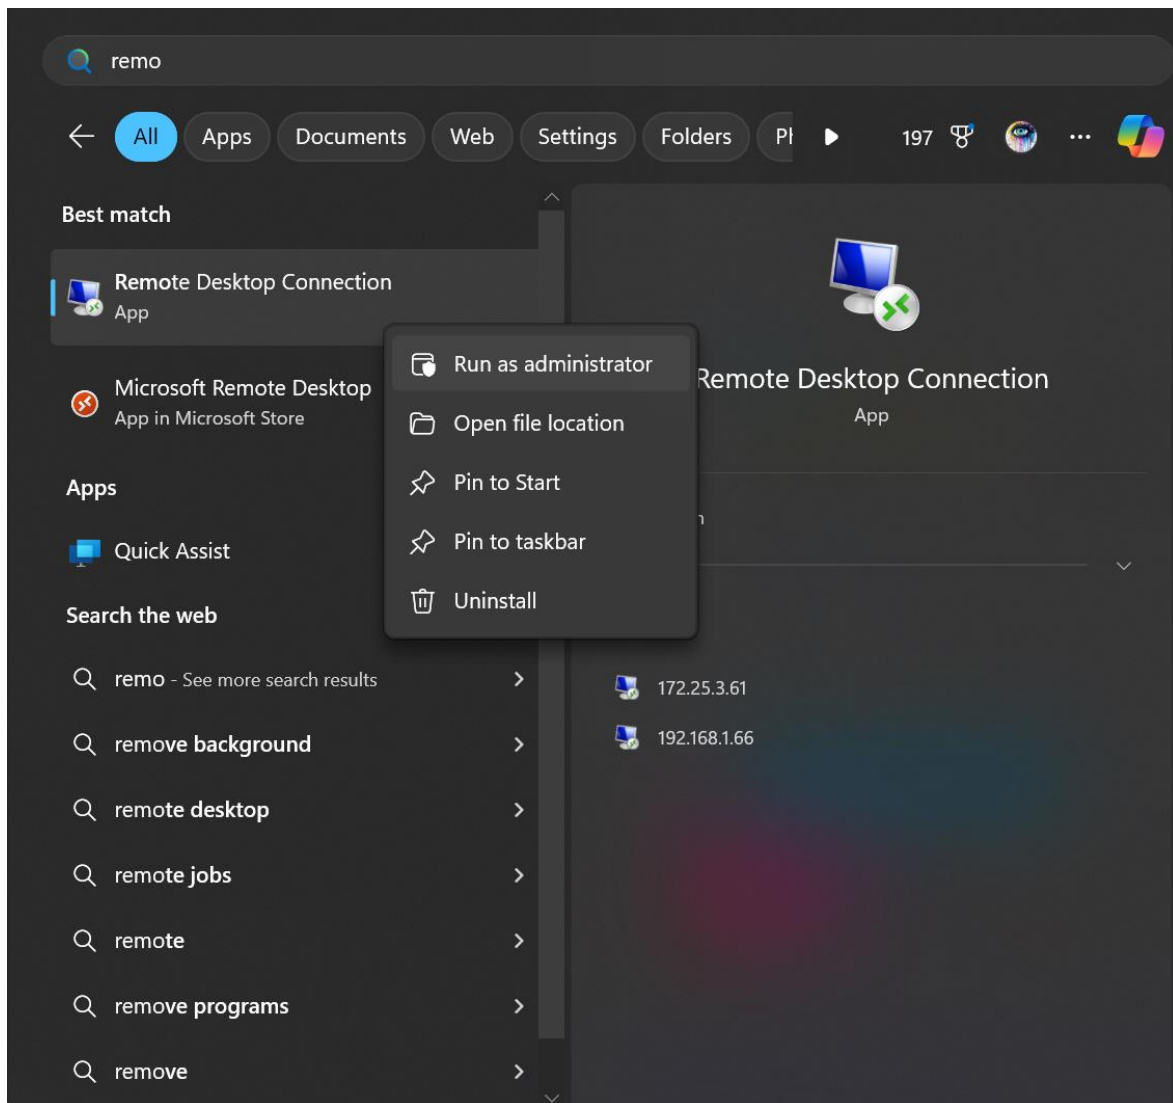 remo
All Apps Documents Web Settings Folders 197
Best match
Remote Desktop Connection
App
Microsoft Remote Desktop
App in Microsoft Store
Apps
Quick Assist
Search the web
remo - See more search results
remove background
remote desktop
remote jobs
remote
remove programs
remove
Run as administrator
Open file location
Pin to Start
Pin to taskbar
Uninstall
Remote Desktop Connection
App
172.25.3.61
192.168.1.66